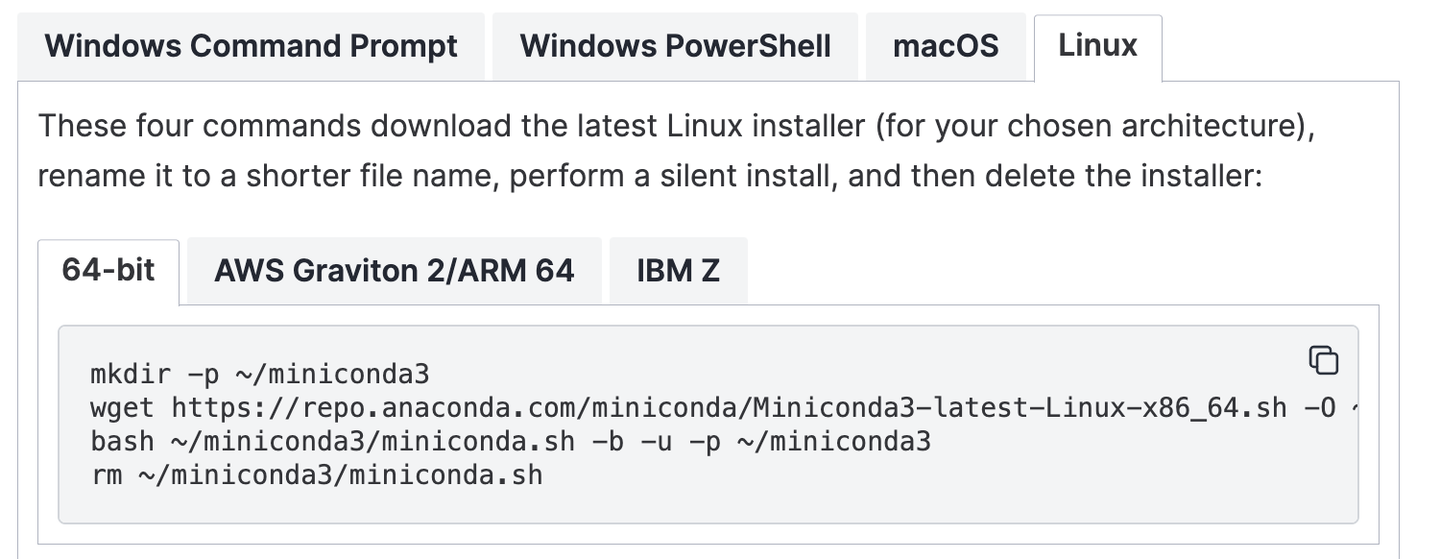 Windows Command Prompt Windows PowerShell macOS Linux
These four commands download the latest Linux installer (for your chosen architecture),
rename it to a shorter file name, perform a silent install, and then delete the installer:
64-bit AWS Graviton 2/ARM 64 IBM Z
mkdir -p ~/miniconda3
wget https://repo.anaconda.com/miniconda/Miniconda3-latest-Linux-x86_64.sh -O ~
bash ~/miniconda3/miniconda.sh -b -u -p ~/miniconda3
rm ~/miniconda3/miniconda.sh